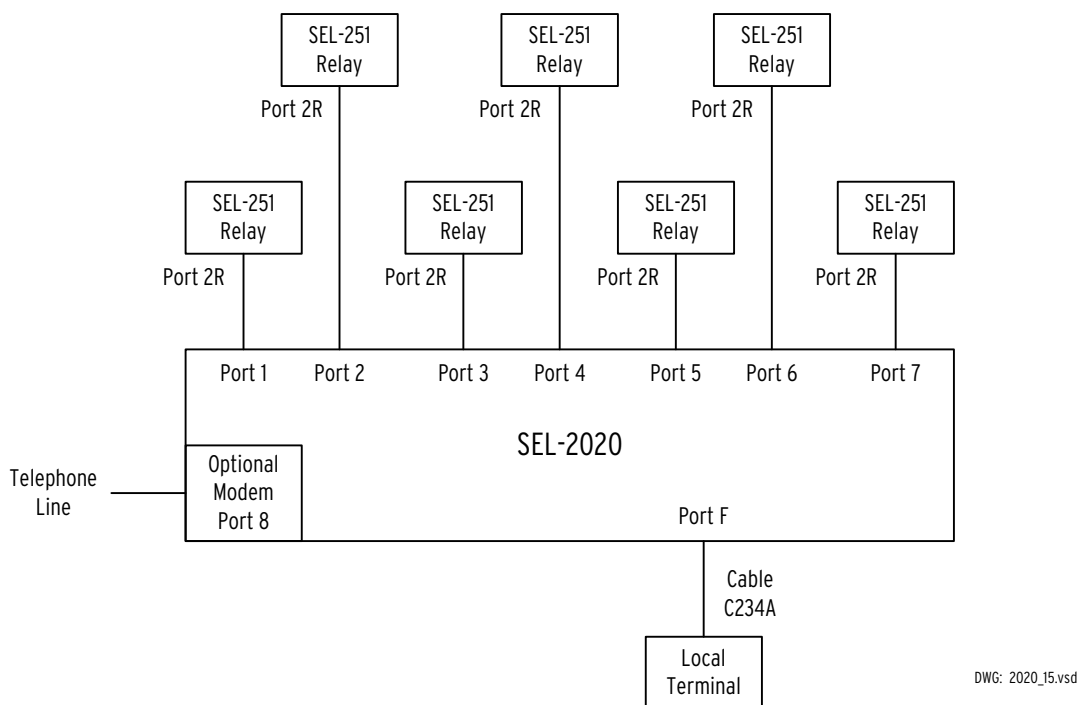 SEL-251
Relay
SEL-251
Relay
SEL-251
Relay
Port 2R
Port 2R
Port 2R
SEL-251
Relay
SEL-251
Relay
SEL-251
Relay
SEL-251
Relay
Port 2R
Port 2R
Port 2R
Port 2R
Port 1
Port 2
Port 3
Port 4
Port 5
Port 6
Port 7
SEL-2020
Telephone
Line
Optional
Modem
Port 8
Port F
Cable
C234A
Local
Terminal
DWG: 2020_15.vsd